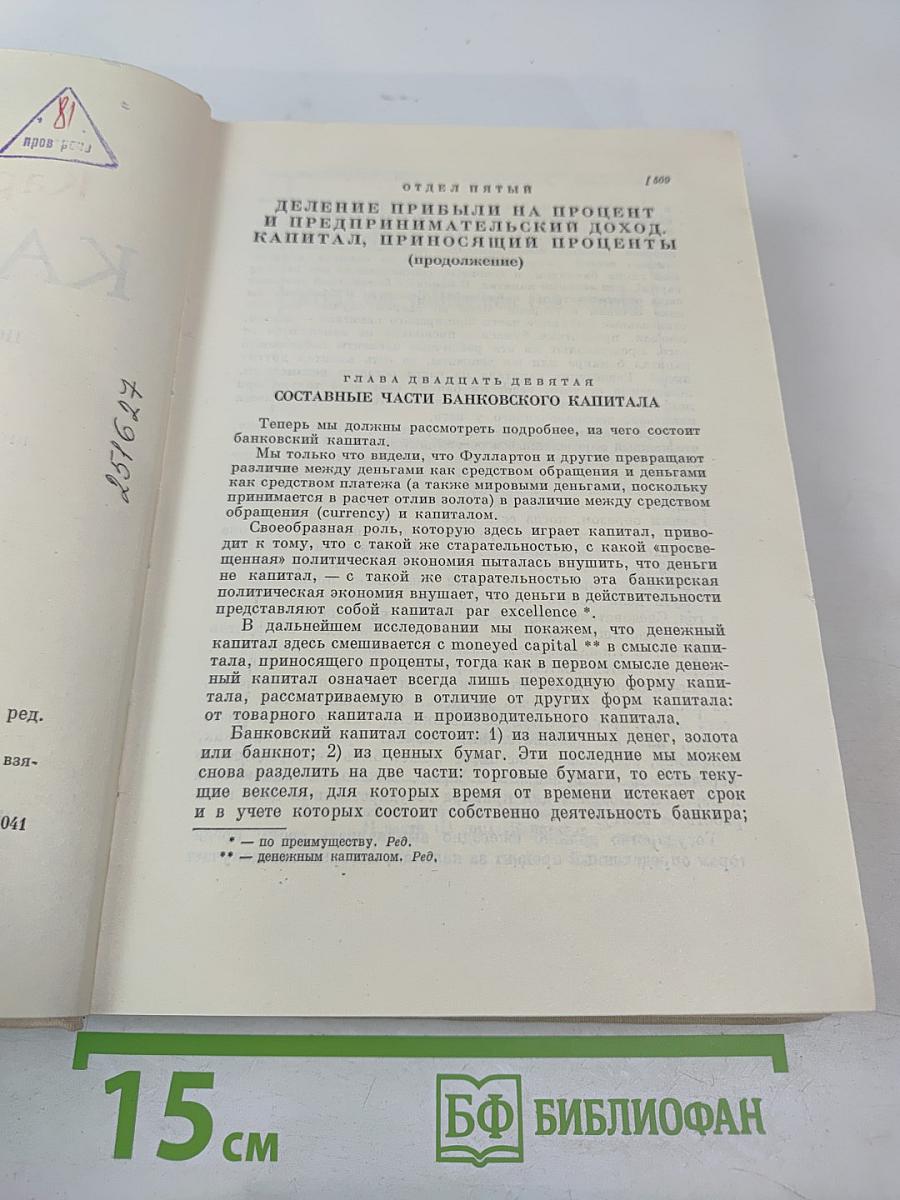 81
пров
251627
ред.
взя-
041
[ 509
ОТДЕЛ ПЯТЫЙ
ДЕЛЕНИЕ ПРИБЫЛИ НА ПРОЦЕНТ
И ПРЕДПРИНИМАТЕЛЬСКИЙ ДОХОД.
КАПИТАЛ, ПРИНОСЯЩИЙ ПРОЦЕНТЫ
(продолжение)
ГЛАВА ДВАДЦАТЬ ДЕВЯТАЯ
СОСТАВНЫЕ ЧАСТИ БАНКОВСКОГО КАПИТАЛА
Теперь мы должны рассмотреть подробнее, из чего состоит
банковский капитал.
Мы только что видели, что Фуллартон и другие превращают
различие между деньгами как средством обращения и деньгами
как средством платежа (а также мировыми деньгами, поскольку
принимается в расчет отлив золота) в различие между средством
обращения (currency) и капиталом.
Своеобразная роль, которую здесь играет капитал, приво-
дит к тому, что с такой же старательностью, с какой «просве-
щенная» политическая экономия пыталась внушить, что деньги
не капитал, — с такой же старательностью эта банкирская
политическая экономия внушает, что деньги в действительности
представляют собой капитал par excellence *.
В дальнейшем исследовании мы покажем, что денежный
капитал здесь смешивается с moneyed capital ** в смысле капи-
тала, приносящего проценты, тогда как в первом смысле денеж-
ный капитал означает всегда лишь переходную форму капи-
тала, рассматриваемую в отличие от других форм капитала:
от товарного капитала и производительного капитала.
Банковский капитал состоит: 1) из наличных денег, золота
или банкнот; 2) из ценных бумаг. Эти последние мы можем
снова разделить на две части: торговые бумаги, то есть теку-
щие векселя, для которых время от времени истекает срок
и в учете которых состоит собственно деятельность банкира;
* — по преимуществу. Ред.
** — денежным капиталом. Ред.
15 см
БФ БИБЛИОФАН